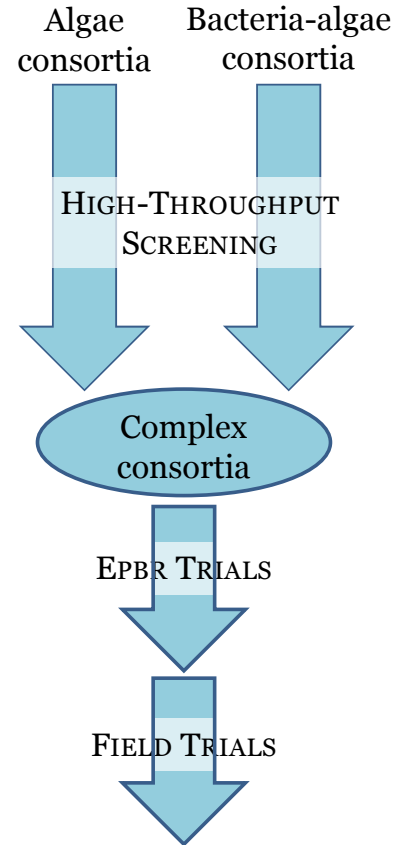 Algae
consortia
Bacteria-algae
consortia
HIGH-THROUGHPUT
SCREENING
Complex
consortia
EPBR TRIALS
FIELD TRIALS